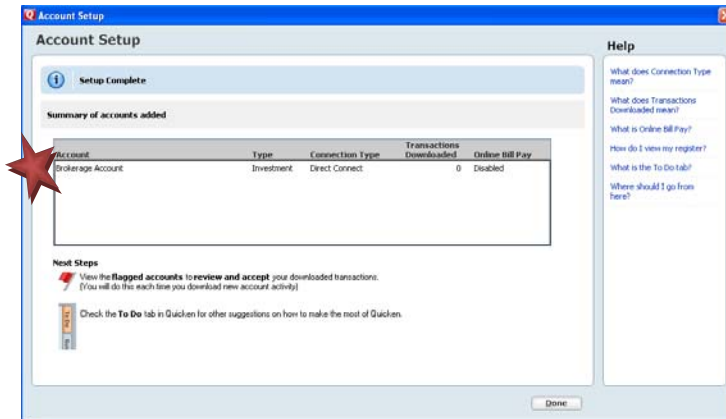 Account Setup
Account Setup
Setup Complete
Summary of accounts added
Account Type Connection Type Transactions Downloaded Online Bill Pay
Brokerage Account Investment Direct Connect 0 Disabled
Next Steps
View the flagged accounts to review and accept your downloaded transactions.
(You will do this each time you download new account activity)
To Do
Check the To Do tab in Quicken for other suggestions on how to make the most of Quicken.
Done
Help
What does Connection Type
mean?
What does Transactions
Downloaded mean?
What is Online Bill Pay?
How do I view my register?
What is the To Do tab?
Where should I go from
here?